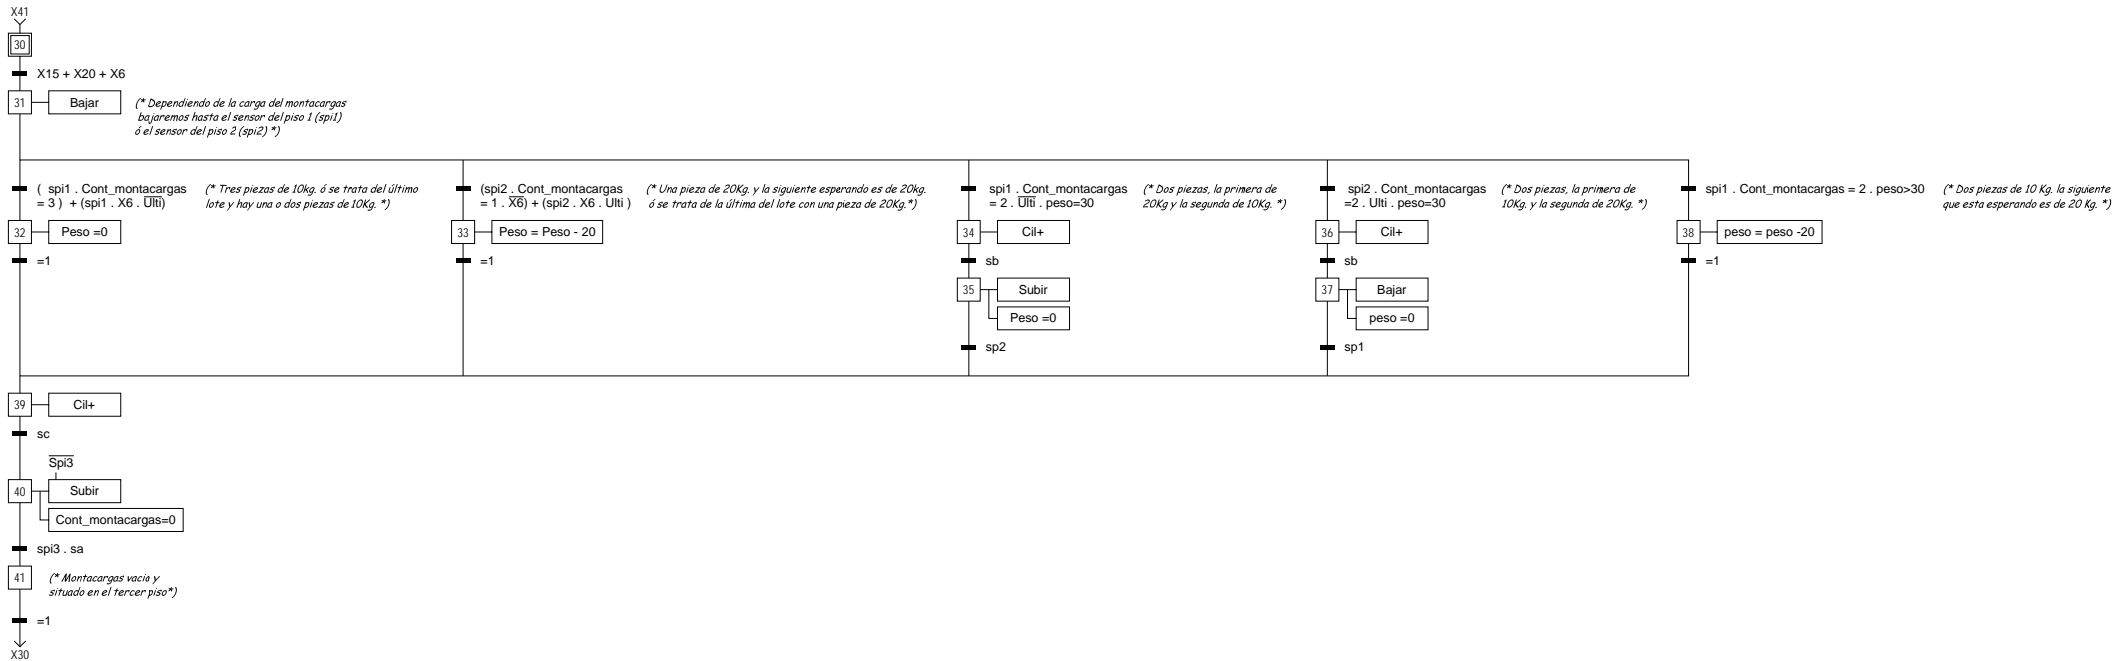 X41
30
X15 + X20 + X6
31
Bajar
(* Dependiendo de la carga del montacargas
bajaremos hasta el sensor del piso 1 (spi1)
ó el sensor del piso 2 (spi2) *)
( spi1 . Cont_montacargas
= 3 ) + (spi1 . X6 . U̅l̅t̅i̅)
(* Tres piezas de 10kg. ó se trata del último
lote y hay una o dos piezas de 10Kg. *)
32
Peso =0
=1
(spi2 . Cont_montacargas
= 1 . X̅6̅) + (spi2 . X6 . Ulti )
(* Una pieza de 20Kg. y la siguiente esperando es de 20kg.
ó se trata de la última del lote con una pieza de 20Kg.*)
33
Peso = Peso - 20
=1
spi1 . Cont_montacargas
= 2 . U̅l̅t̅i̅ . peso=30
(* Dos piezas, la primera de
20Kg y la segunda de 10Kg. *)
34
Cil+
sb
35
Subir
Peso =0
sp2
spi2 . Cont_montacargas
=2 . Ulti . peso=30
(* Dos piezas, la primera de
10Kg. y la segunda de 20Kg. *)
36
Cil+
sb
37
Bajar
peso =0
sp1
spi1 . Cont_montacargas = 2 . peso>30
(* Dos piezas de 10 Kg. la siguiente
que esta esperando es de 20 Kg. *)
38
peso = peso -20
=1
39
Cil+
sc
S̅p̅i̅3̅
40
Subir
Cont_montacargas=0
spi3 . sa
41
(* Montacargas vacio y
situado en el tercer piso*)
=1
X30